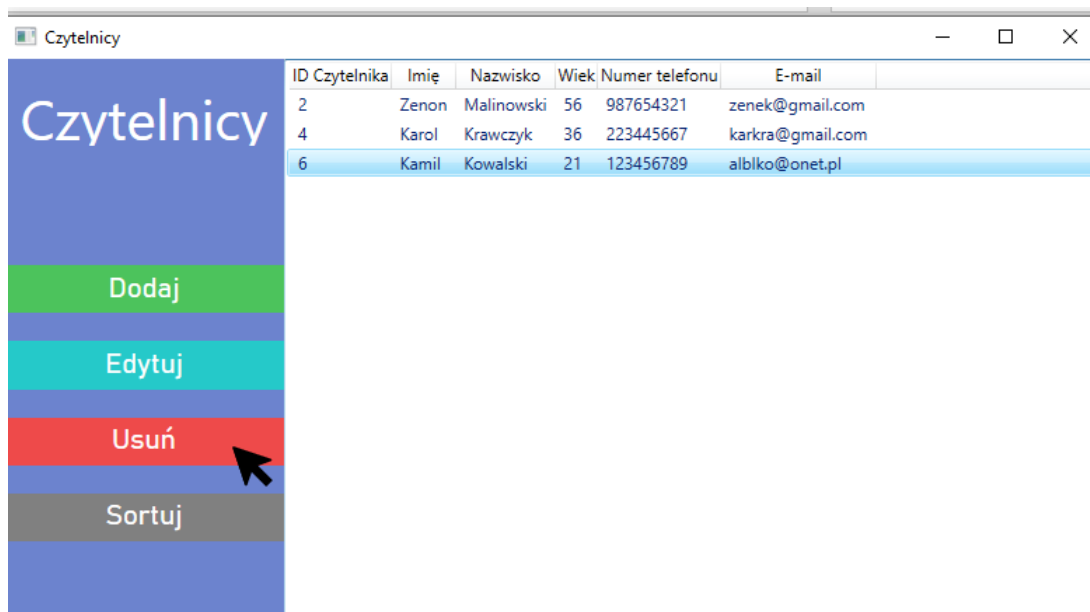 Czytelnicy
Czytelnicy
Dodaj
Edytuj
Usuń
Sortuj
ID Czytelnika Imię Nazwisko Wiek Numer telefonu E-mail
2 Zenon Malinowski 56 987654321 zenek@gmail.com
4 Karol Krawczyk 36 223445667 karkra@gmail.com
6 Kamil Kowalski 21 123456789 alblko@onet.pl